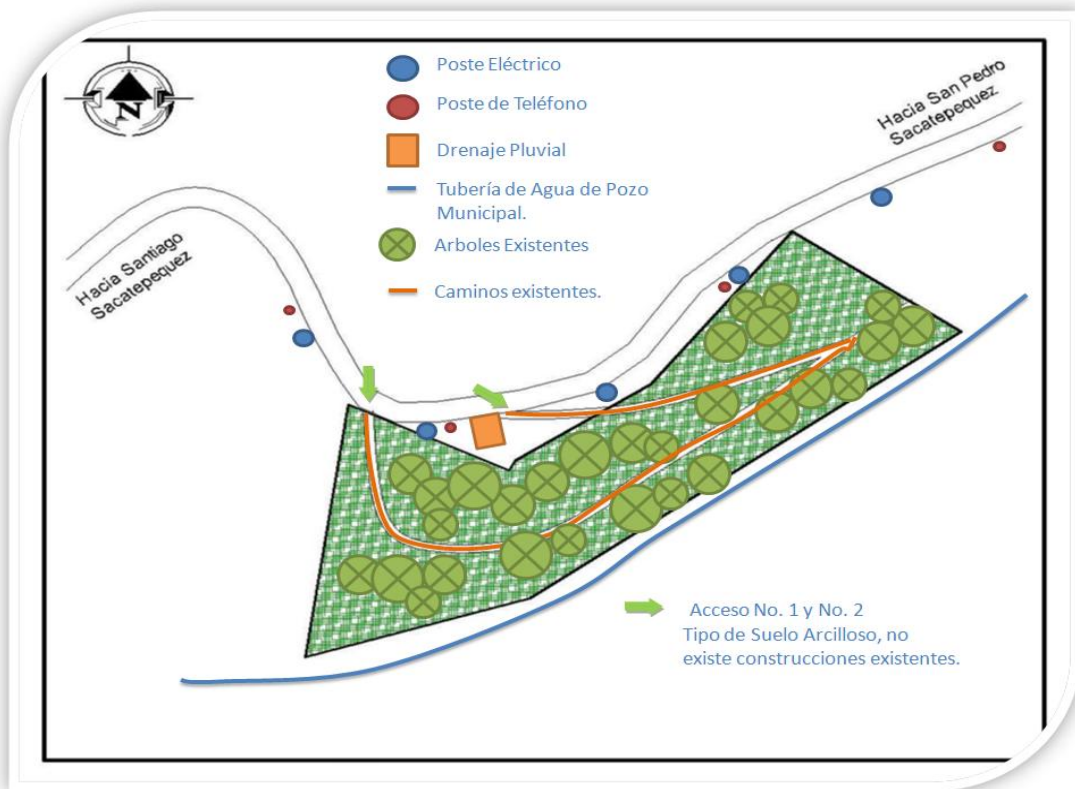 N
Poste Eléctrico
Poste de Teléfono
Drenaje Pluvial
Tubería de Agua de Pozo
Municipal.
Arboles Existentes
Caminos existentes.
Hacia San Pedro
Sacatepequez
Hacia Santiago
Sacatepequez
Acceso No. 1 y No. 2
Tipo de Suelo Arcilloso, no
existe construcciones existentes.